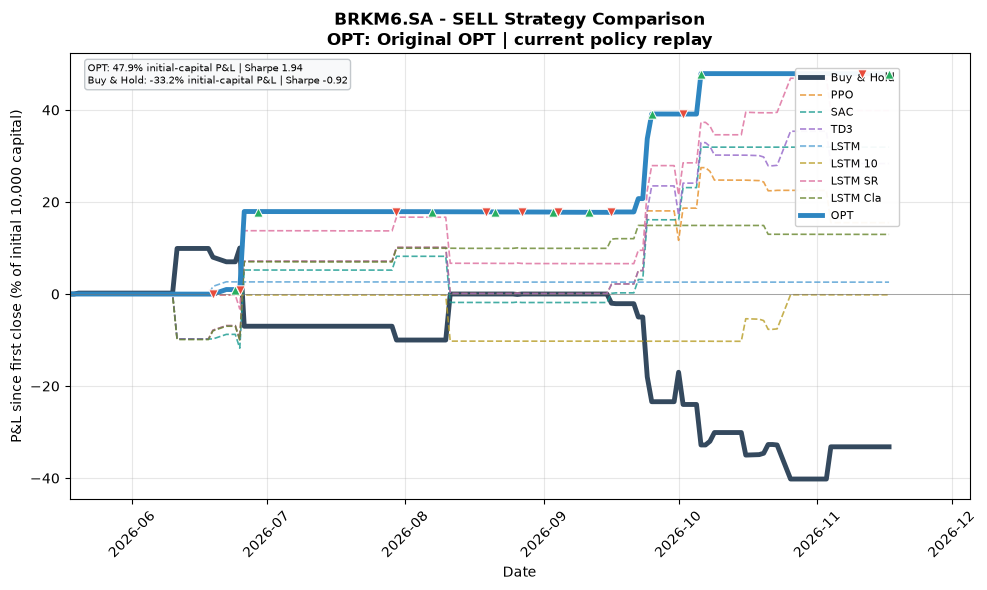 BRKM6.SA - SELL Strategy Comparison
OPT: Original OPT | current policy replay
OPT: 47.9% initial-capital P&L | Sharpe 1.94
Buy & Hold: -33.2% initial-capital P&L | Sharpe -0.92
Buy & Hold
PPO
SAC
TD3
LSTM
LSTM 10
LSTM SR
LSTM Cla
OPT
P&L since first close (% of initial 10,000 capital)
40
20
0
−20
−40
2026-06
2026-07
2026-08
2026-09
2026-10
2026-11
2026-12
Date